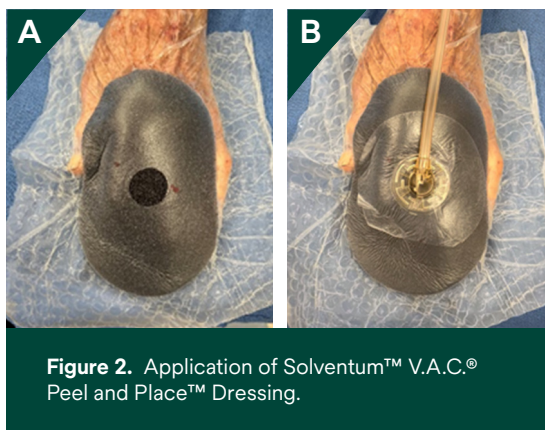 A
B
Figure 2. Application of Solventum™ V.A.C.®
Peel and Place™ Dressing.